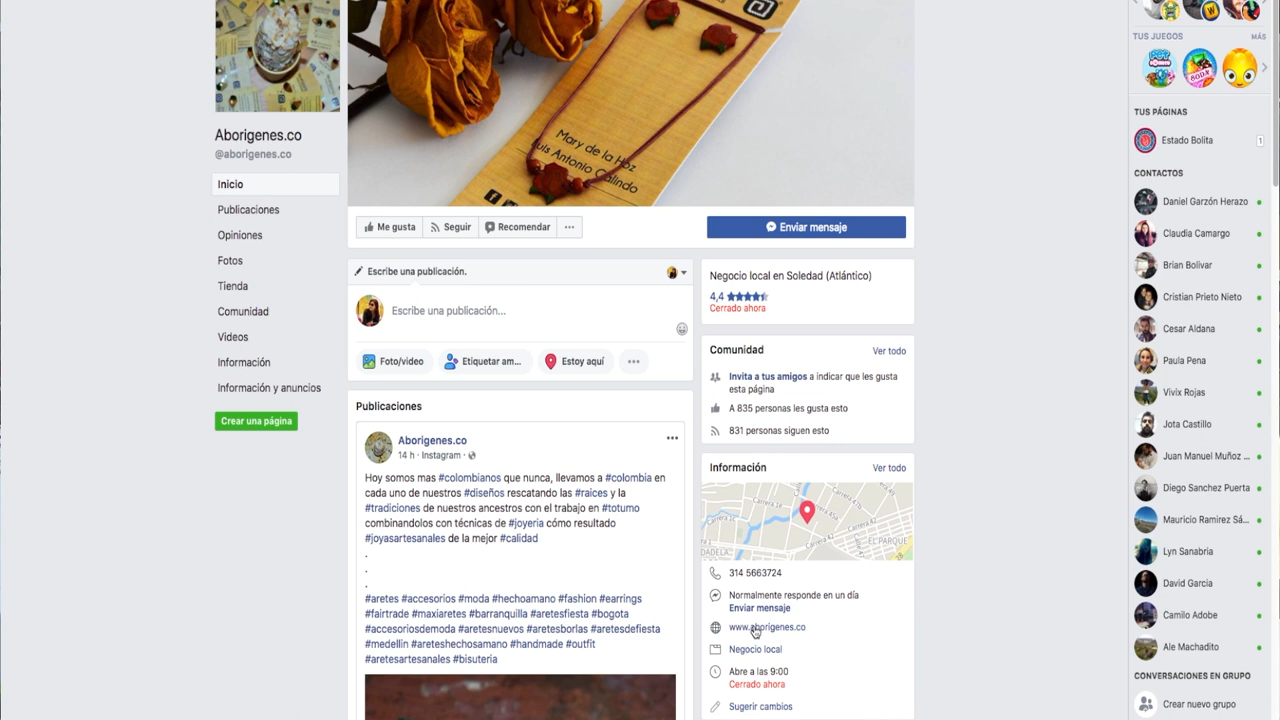 Aborigenes.co
@aborigenes.co
Inicio
Publicaciones
Opiniones
Fotos
Tienda
Comunidad
Videos
Información
Información y anuncios
Crear una página
Mary de la Hoz
Luis Antonio Galindo
Me gusta
Seguir
Recomendar
Enviar mensaje
Escribe una publicación.
Escribe una publicación...
Foto/video
Etiquetar am...
Estoy aquí
Publicaciones
Aborigenes.co
14 h · Instagram ·
Hoy somos mas #colombianos que nunca, llevamos a #colombia en
cada uno de nuestros #diseños rescatando las #raices y la
#tradiciones de nuestros ancestros con el trabajo en #totumo
combinandolos con técnicas de #joyeria cómo resultado
#joyasartesanales de la mejor #calidad
.
.
.
#aretes #accesorios #moda #hechoamano #fashion #earrings
#fairtrade #maxiaretes #barranquilla #aretesfiesta #bogota
#accesoriosdemoda #aretesnuevos #aretesborlas #aretesdefiesta
#medellin #areteshechosamano #handmade #outfit
#aretesartesanales #bisuteria
Negocio local en Soledad (Atlántico)
4,4
Cerrado ahora
Comunidad
Ver todo
Invita a tus amigos a indicar que les gusta
esta página
A 835 personas les gusta esto
831 personas siguen esto
Información
Ver todo
Carrera 45a
Carrera 41
Carrera 42
EL PARQUE
314 5663724
Normalmente responde en un día
Enviar mensaje
www.aborigenes.co
Negocio local
Abre a las 9:00
Cerrado ahora
Sugerir cambios
TUS JUEGOS
MÁS
TUS PÁGINAS
Estado Bolita
1
CONTACTOS
Daniel Garzón Herazo
Claudia Camargo
Brian Bolivar
Cristian Prieto Nieto
Cesar Aldana
Paula Pena
Vivix Rojas
Jota Castillo
Juan Manuel Muñoz ...
Diego Sanchez Puerta
Mauricio Ramirez Sá...
Lyn Sanabria
David Garcia
Camilo Adobe
Ale Machadito
CONVERSACIONES EN GRUPO
Crear nuevo grupo